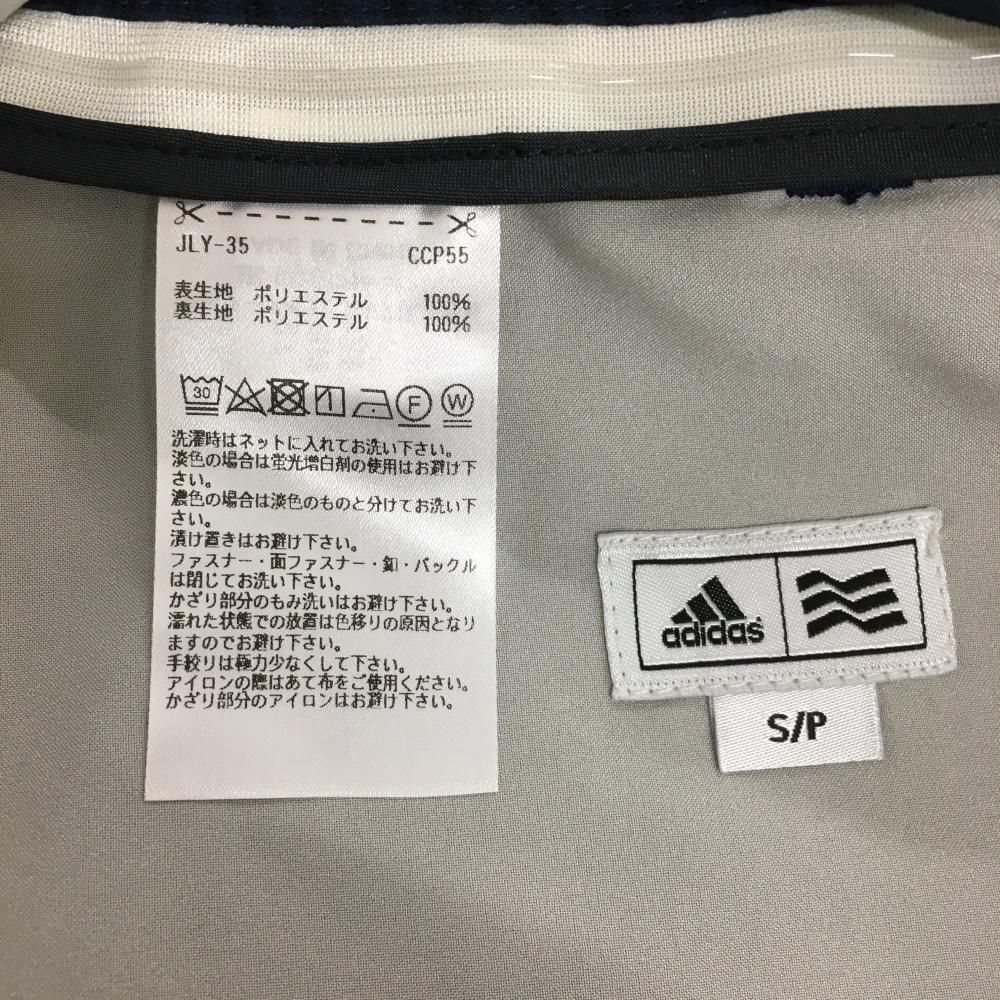 JLY-35 CCP55
表生地 ポリエステル 100%
裏生地 ポリエステル 100%
30 F W
洗濯時はネットに入れてお洗い下さい。
淡色の場合は蛍光増白剤の使用はお避け下
さい。
濃色の場合は淡色のものと分けてお洗い下
さい。
漬け置きはお避け下さい。
ファスナー・面ファスナー・釦・バックル
は閉じてお洗い下さい。
かざり部分のもみ洗いはお避け下さい。
濡れた状態での放置は色移りの原因となり
ますのでお避け下さい。
手絞りは極力少なくして下さい。
アイロンの際はあて布をご使用ください。
かざり部分のアイロンはお避け下さい。
adidas
S/P